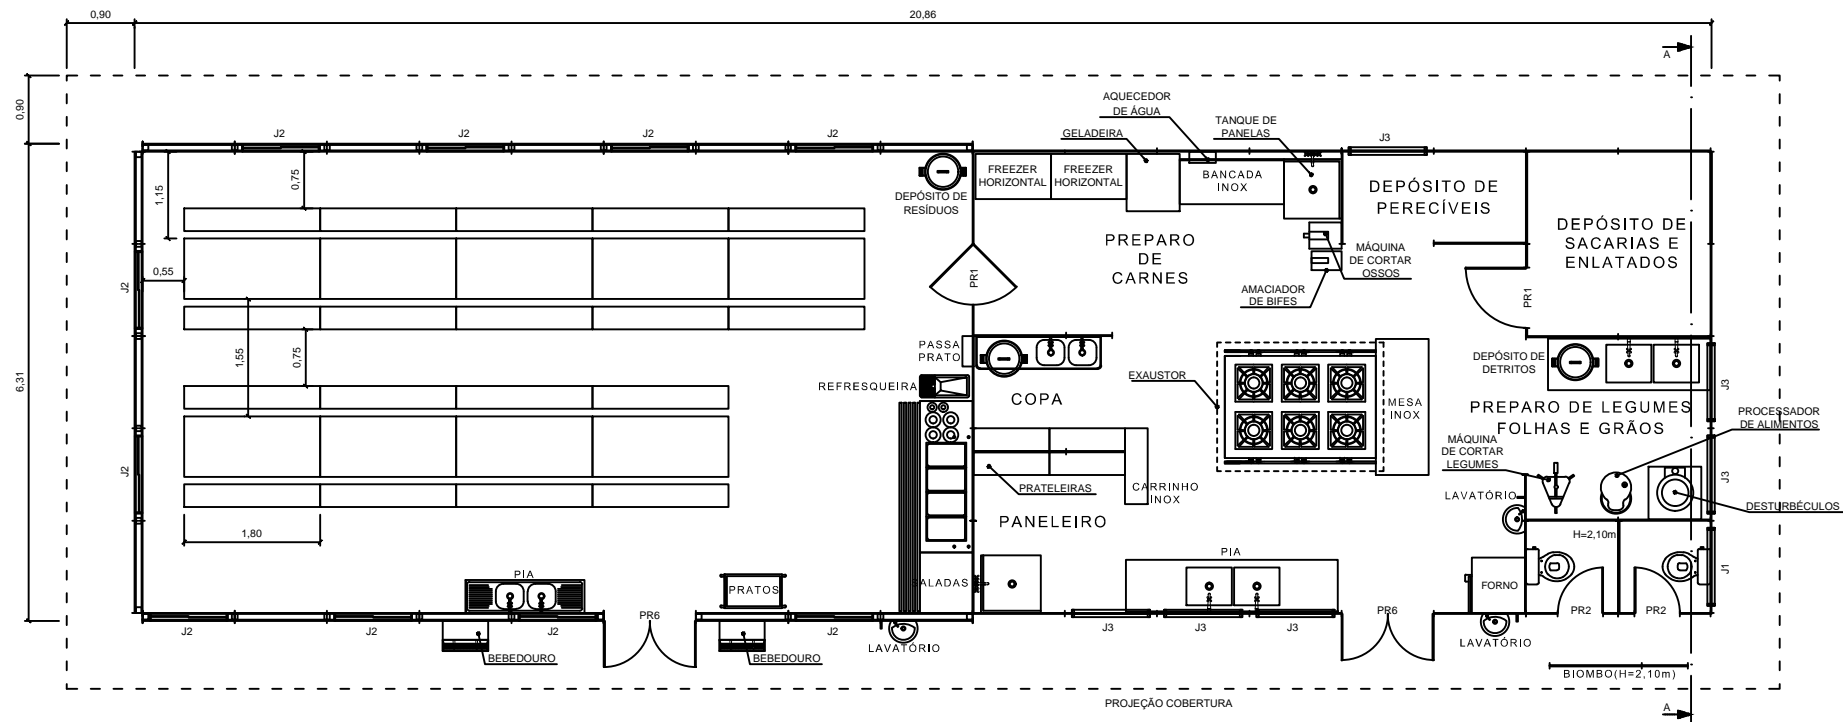 0,90
20,86
A
0,90
AQUECEDOR
DE ÁGUA
TANQUE DE
PANELAS
GELADEIRA
J2
J2
J2
J2
J3
1,15
0,75
DEPÓSITO DE
RESÍDUOS
FREEZER
HORIZONTAL
FREEZER
HORIZONTAL
BANCADA
INOX
DEPÓSITO DE
PERECÍVEIS
DEPÓSITO DE
SACARIAS E
ENLATADOS
PREPARO
DE
CARNES
MÁQUINA
DE CORTAR
OSSOS
AMACIADOR
DE BIFES
0,55
J2
PR1
PR1
1,55
0,75
PASSA
PRATO
REFRESQUEIRA
EXAUSTOR
DEPÓSITO DE
DETRITOS
6,31
COPA
MESA
INOX
J3
PREPARO DE LEGUMES
FOLHAS E GRÃOS
PROCESSADOR
DE ALIMENTOS
MÁQUINA
DE CORTAR
LEGUMES
J2
PRATELEIRAS
CARRINHO
INOX
LAVATÓRIO
J3
DESTURBÉCULOS
PANELEIRO
1,80
H=2,10m
PIA
PIA
PRATOS
SALADAS
FORNO
J1
J2
J2
J2
PR6
J2
J3
J3
J3
PR6
PR2
PR2
BEBEDOURO
BEBEDOURO
LAVATÓRIO
LAVATÓRIO
BIOMBO(H=2,10m)
PROJEÇÃO COBERTURA
A